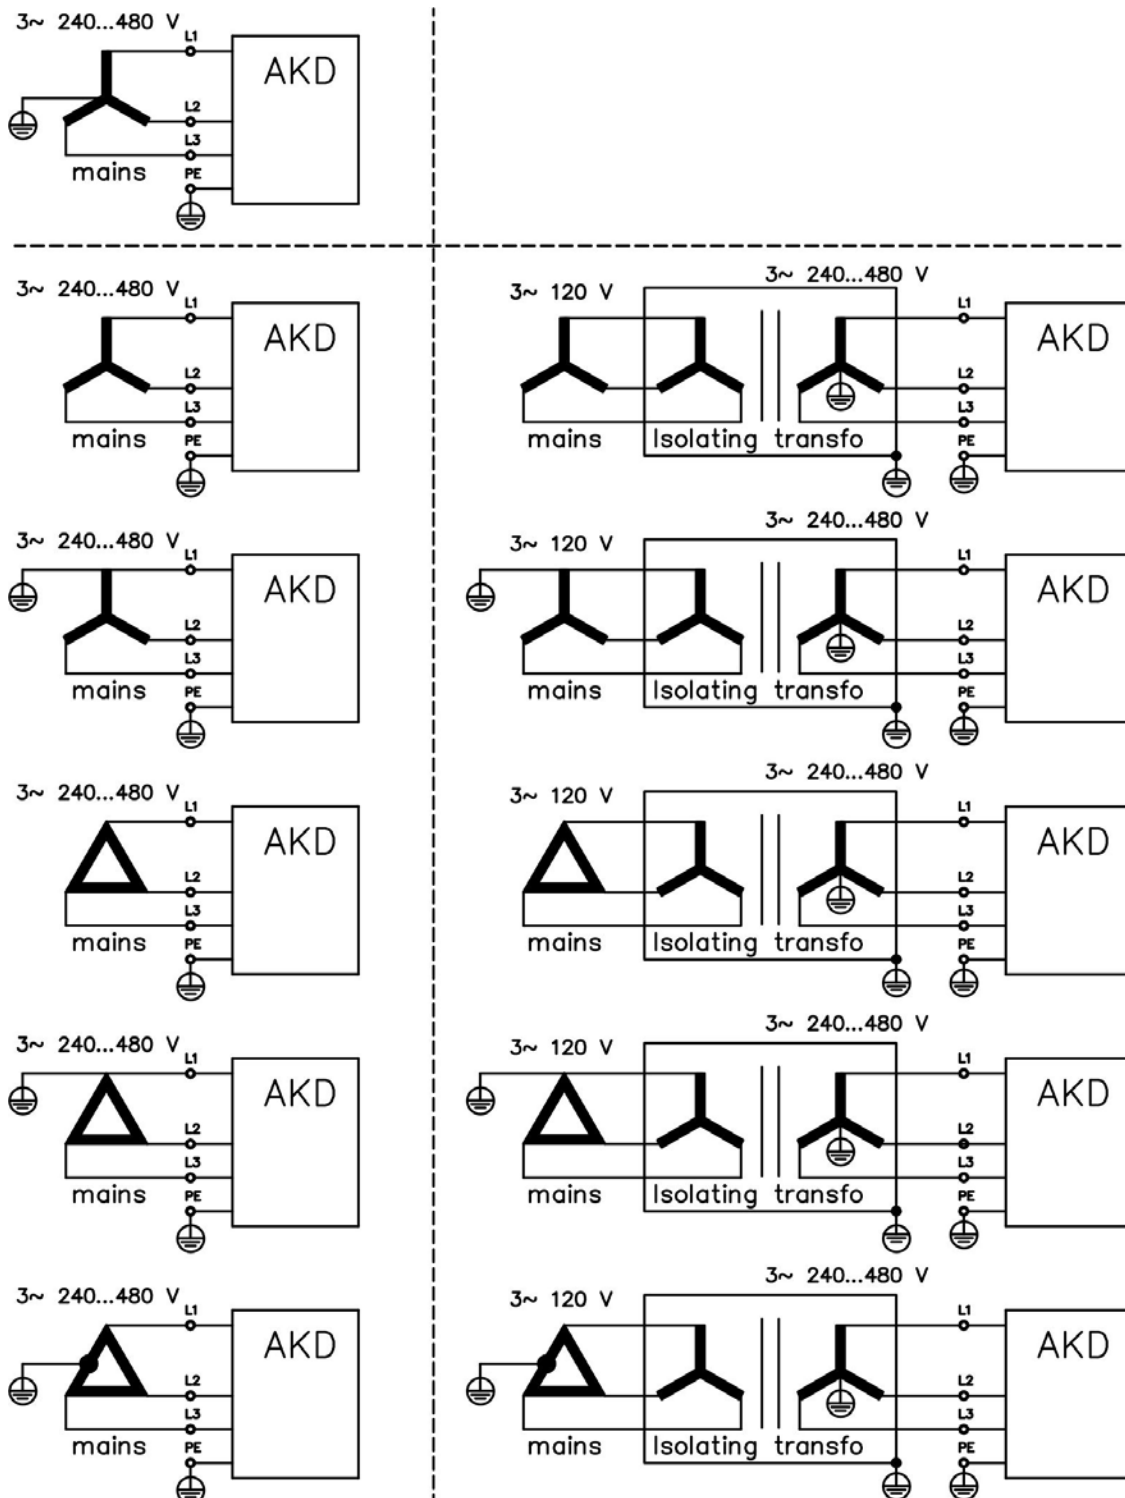 3~ 240...480 V
L1
AKD
L2
L3
mains
PE
3~ 240...480 V
L1
AKD
L2
L3
mains
PE
3~ 120 V
3~ 240...480 V
L1
AKD
L2
L3
mains
Isolating transfo
PE
3~ 240...480 V
L1
AKD
L2
L3
mains
PE
3~ 120 V
3~ 240...480 V
L1
AKD
L2
L3
mains
Isolating transfo
PE
3~ 240...480 V
L1
AKD
L2
L3
mains
PE
3~ 120 V
3~ 240...480 V
L1
AKD
L2
L3
mains
Isolating transfo
PE
3~ 240...480 V
L1
AKD
L2
L3
mains
PE
3~ 120 V
3~ 240...480 V
L1
AKD
L2
L3
mains
Isolating transfo
PE
3~ 240...480 V
L1
AKD
L2
L3
mains
PE
3~ 120 V
3~ 240...480 V
L1
AKD
L2
L3
mains
Isolating transfo
PE